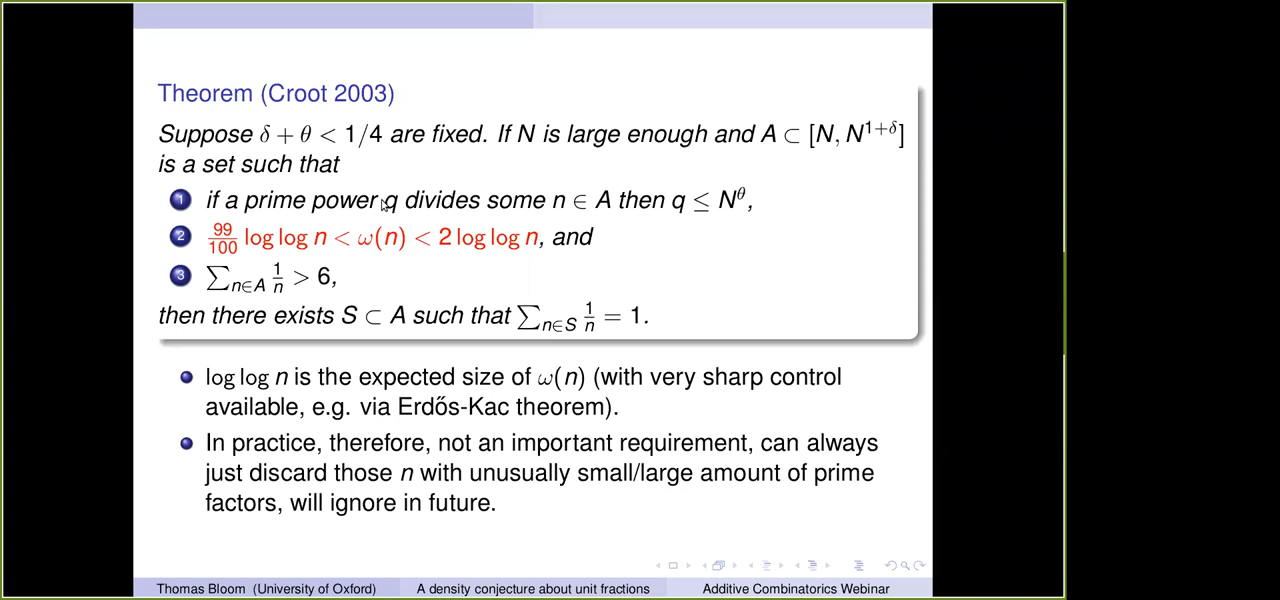 Theorem (Croot 2003)
Suppose δ + θ < 1/4 are fixed. If N is large enough and A ⊂ [N, N^{1+δ}]
is a set such that
1 if a prime power q divides some n ∈ A then q ≤ N^θ,
2 99/100 log log n < ω(n) < 2 log log n, and
3 ∑_{n∈A} 1/n > 6,
then there exists S ⊂ A such that ∑_{n∈S} 1/n = 1.
log log n is the expected size of ω(n) (with very sharp control
available, e.g. via Erdős-Kac theorem).
In practice, therefore, not an important requirement, can always
just discard those n with unusually small/large amount of prime
factors, will ignore in future.
Thomas Bloom (University of Oxford) A density conjecture about unit fractions Additive Combinatorics Webinar